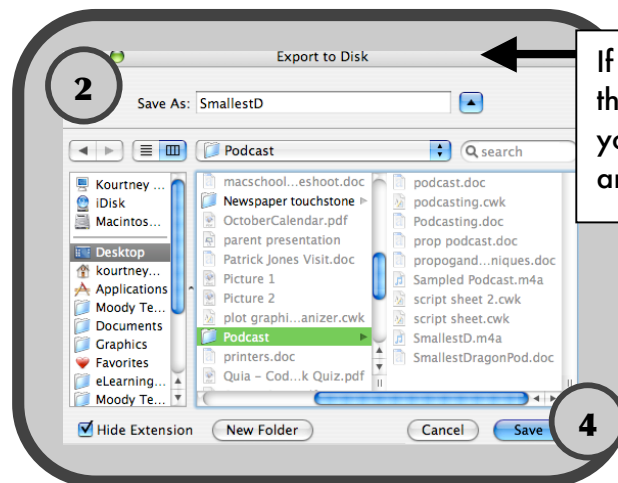 Export to Disk
If
th
yo
an
2
Save As: SmallestD
Podcast
search
Kourtney ...
iDisk
Macintos...
Desktop
kourtney...
Applications
Moody Te...
Documents
Graphics
Favorites
eLearning...
Moody Te...
macschool...eshoot.doc
Newspaper touchstone
OctoberCalendar.pdf
parent presentation
Patrick Jones Visit.doc
Picture 1
Picture 2
plot graphi...anizer.cwk
Podcast
printers.doc
Quia - Cod...k Quiz.pdf
podcast.doc
podcasting.cwk
Podcasting.doc
prop podcast.doc
propogand...niques.doc
Sampled Podcast.m4a
script sheet 2.cwk
script sheet.cwk
SmallestD.m4a
SmallestDragonPod.doc
Hide Extension New Folder Cancel Save
4